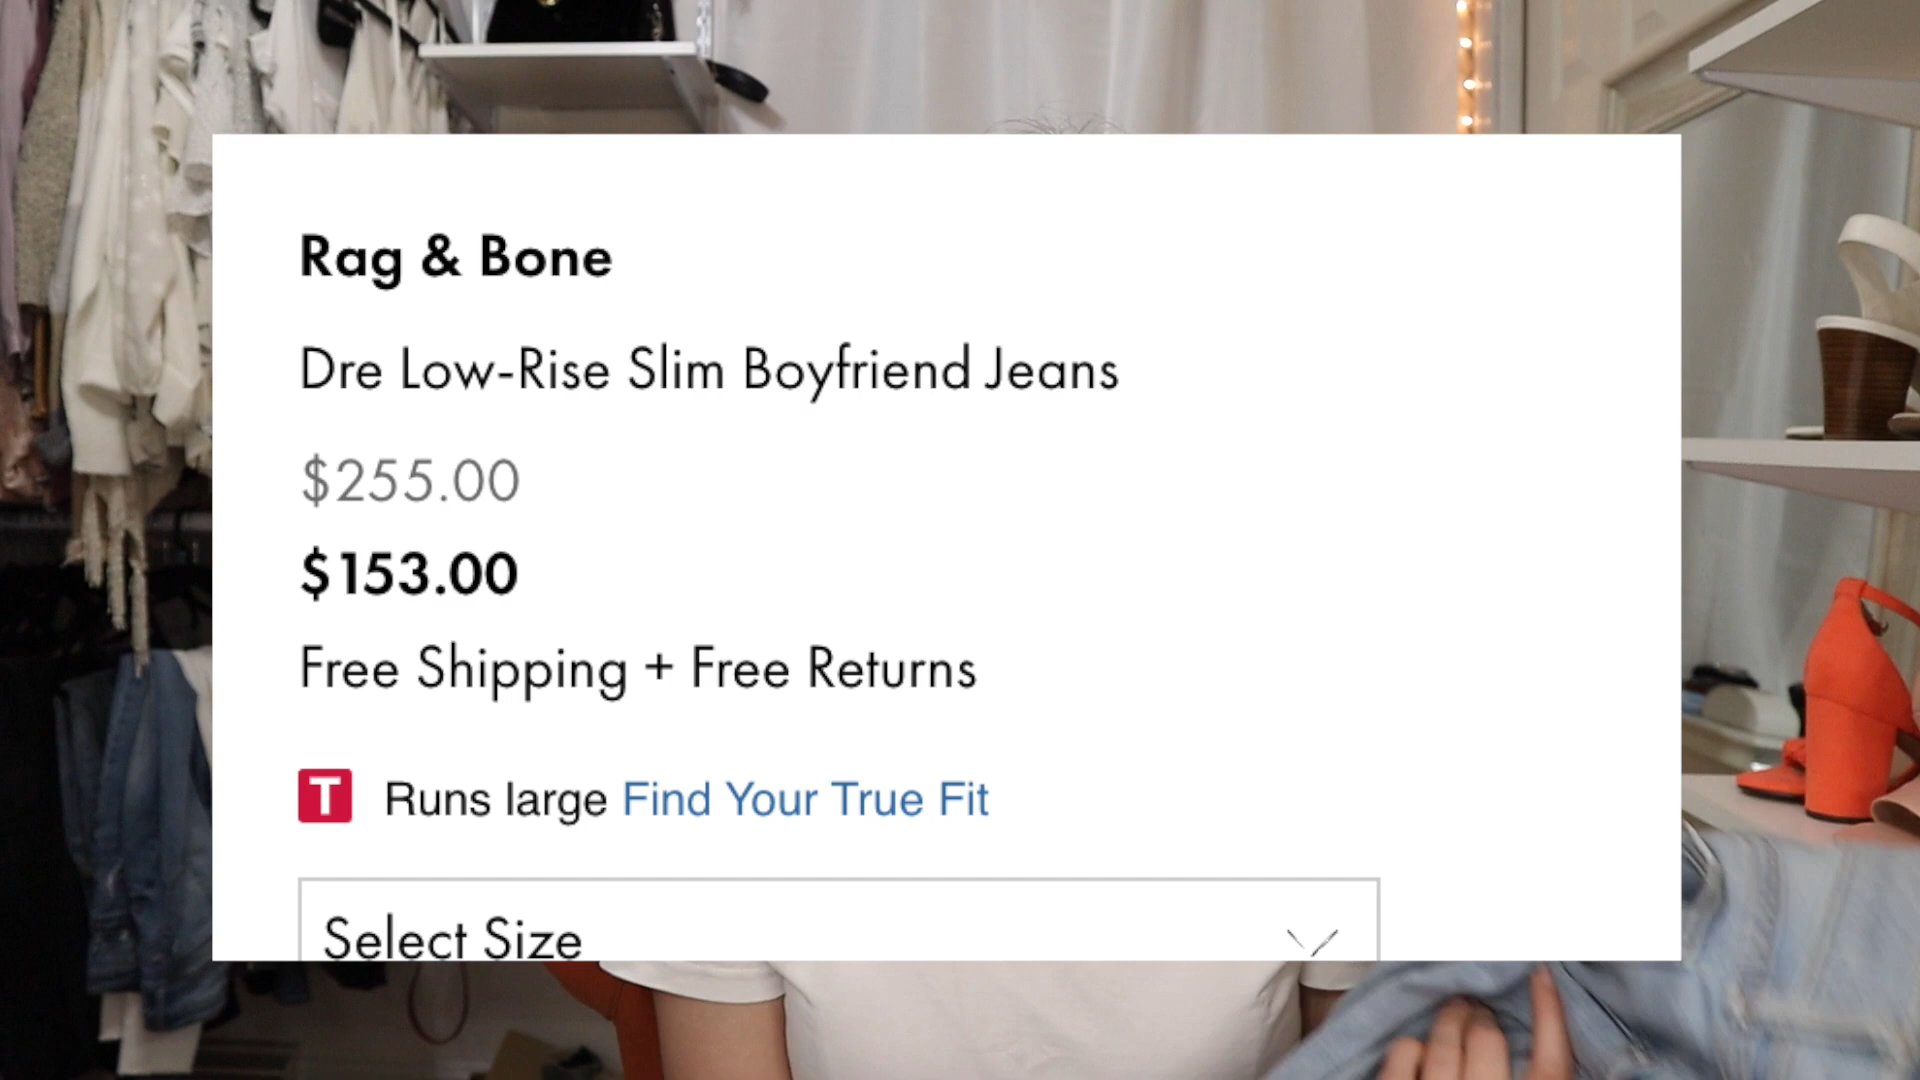 Rag & Bone
Dre Low-Rise Slim Boyfriend Jeans
$255.00
$153.00
Free Shipping + Free Returns
T Runs large Find Your True Fit
Select Size